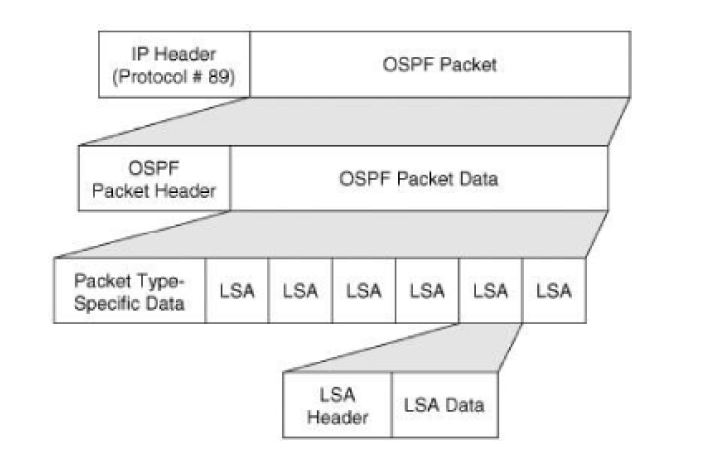 IP Header
(Protocol # 89)
OSPF Packet
OSPF
Packet Header
OSPF Packet Data
Packet Type-
Specific Data
LSA
LSA
LSA
LSA
LSA
LSA
LSA
Header
LSA Data